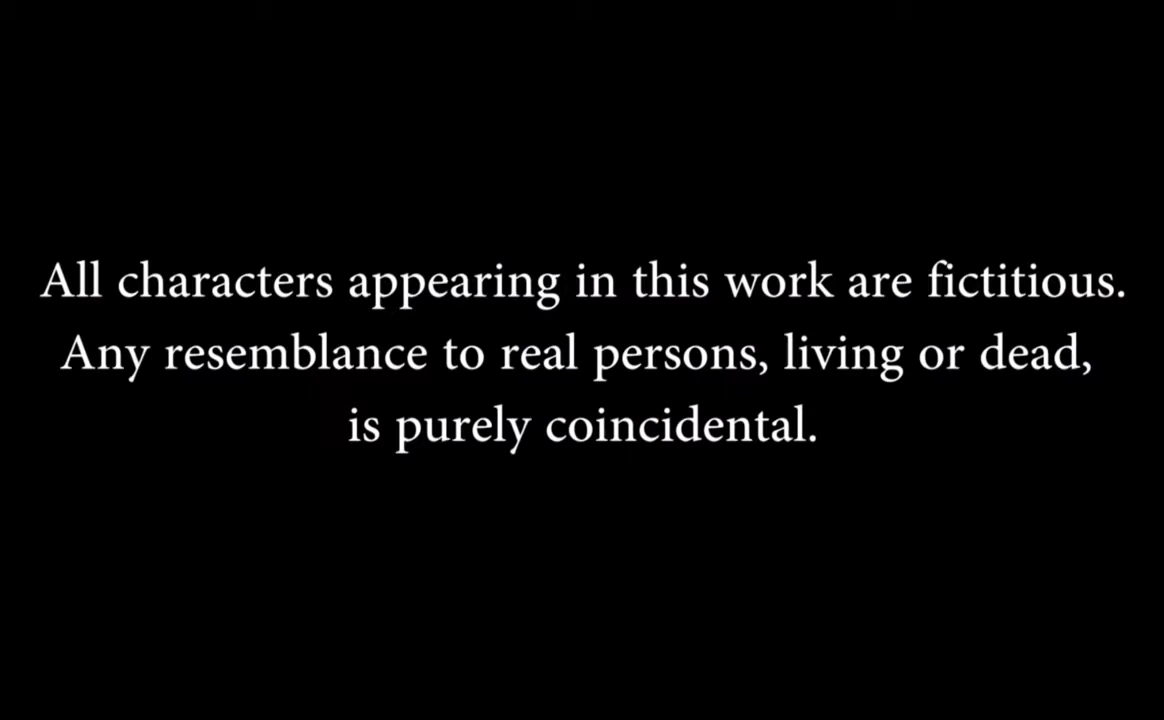 All characters appearing in this work are fictitious.
Any resemblance to real persons, living or dead,
is purely coincidental.